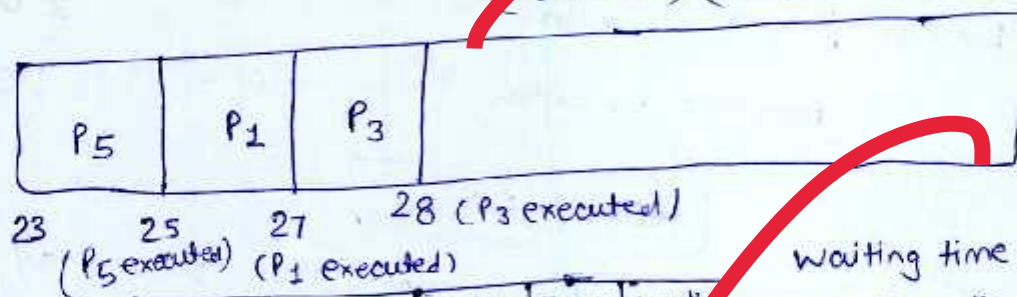 P5 P1 P3
23 25 27 28 (P3 executed)
(P5 executed) (P1 executed)
waiting time